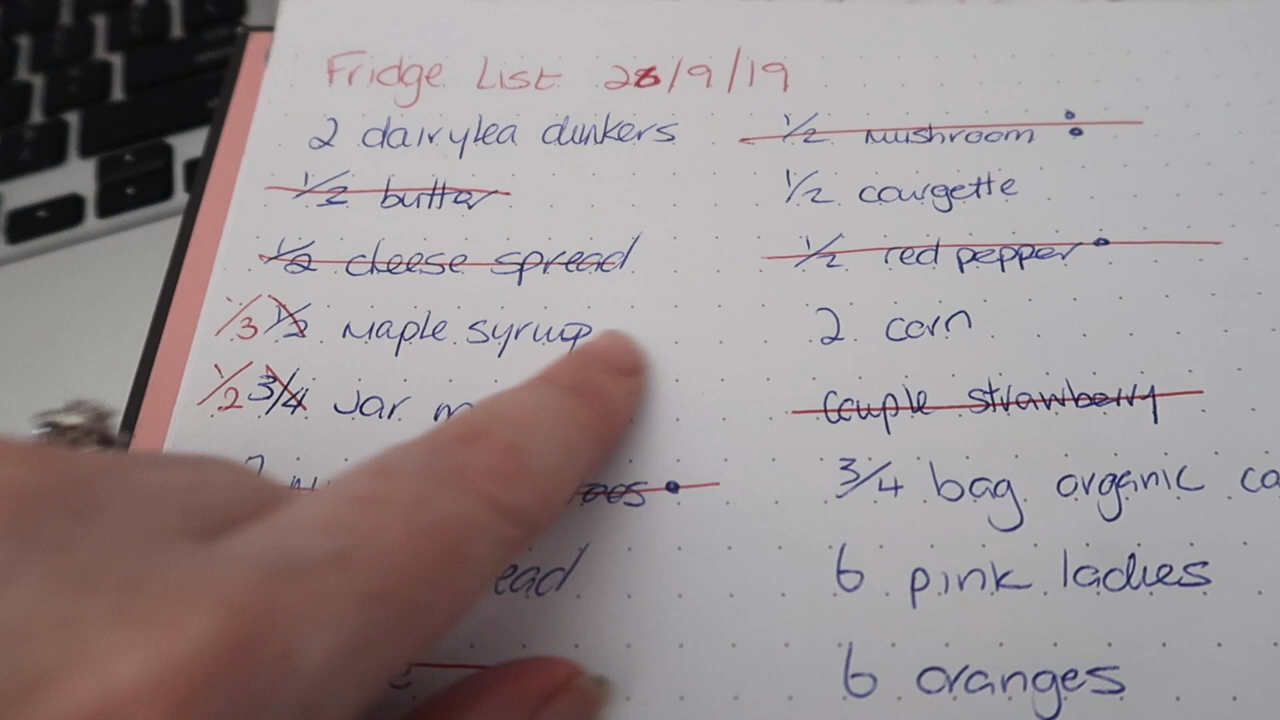 Fridge List 28/9/19
2 dairylea dunkers
1/2 butter
1/2 cheese spread
1/3 1/2 Maple syrup
1/2 3/4 Jar
1/2 mushroom :
1/2 courgette
1/2 red pepper •
2 corn
couple strawberry
3/4 bag organic
6 pink ladies
6 oranges